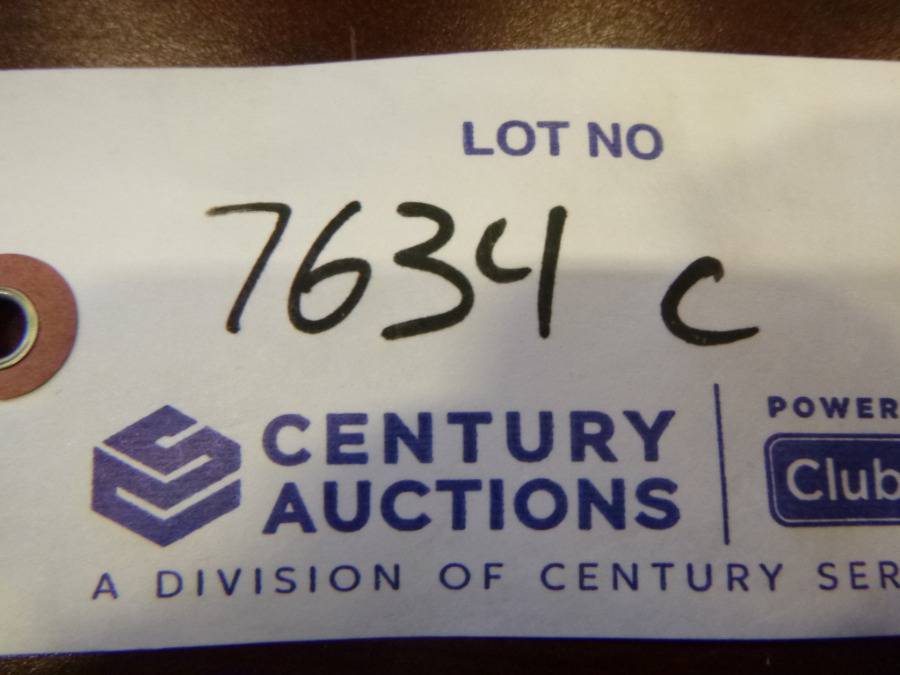 LOT NO
7634 C
CENTURY
AUCTIONS
POWER
Club
A DIVISION OF CENTURY SER